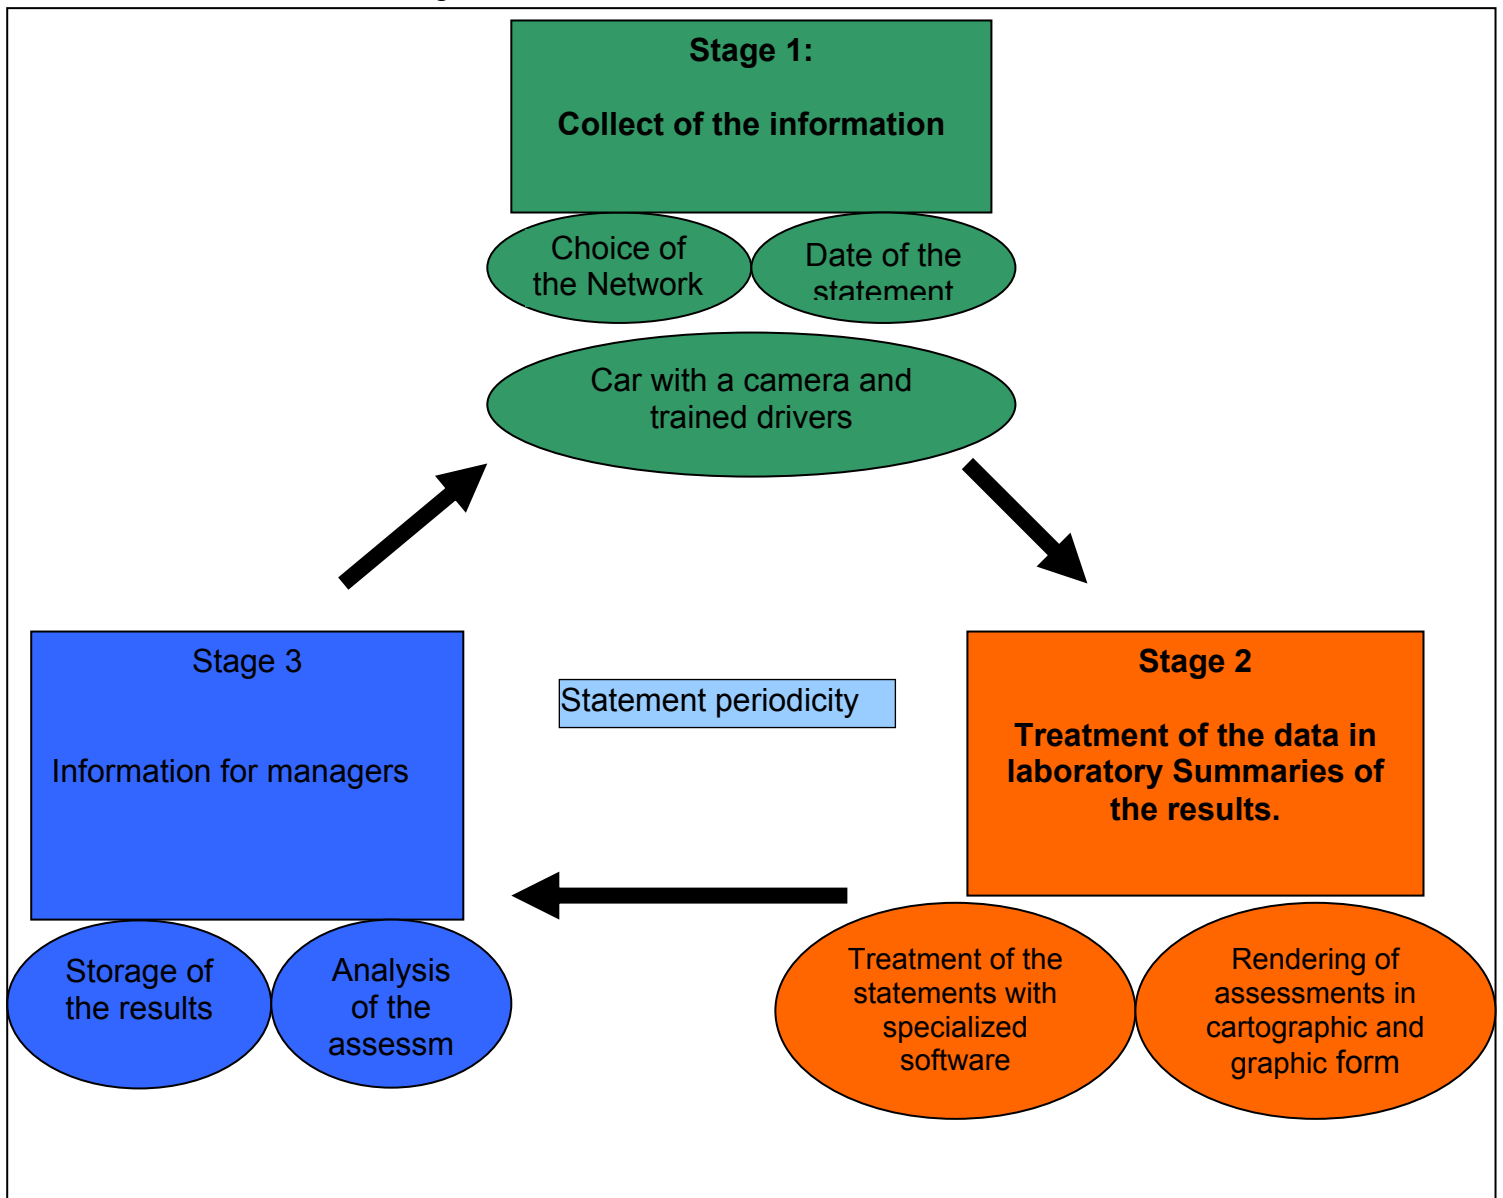 Stage 1:
Collect of the information
Choice of
the Network
Date of the
statement
Car with a camera and
trained drivers
Stage 3
Information for managers
Statement periodicity
Stage 2
Treatment of the data in
laboratory Summaries of
the results.
Storage of
the results
Analysis
of the
assessm
Treatment of the
statements with
specialized
software
Rendering of
assessments in
cartographic and
graphic form